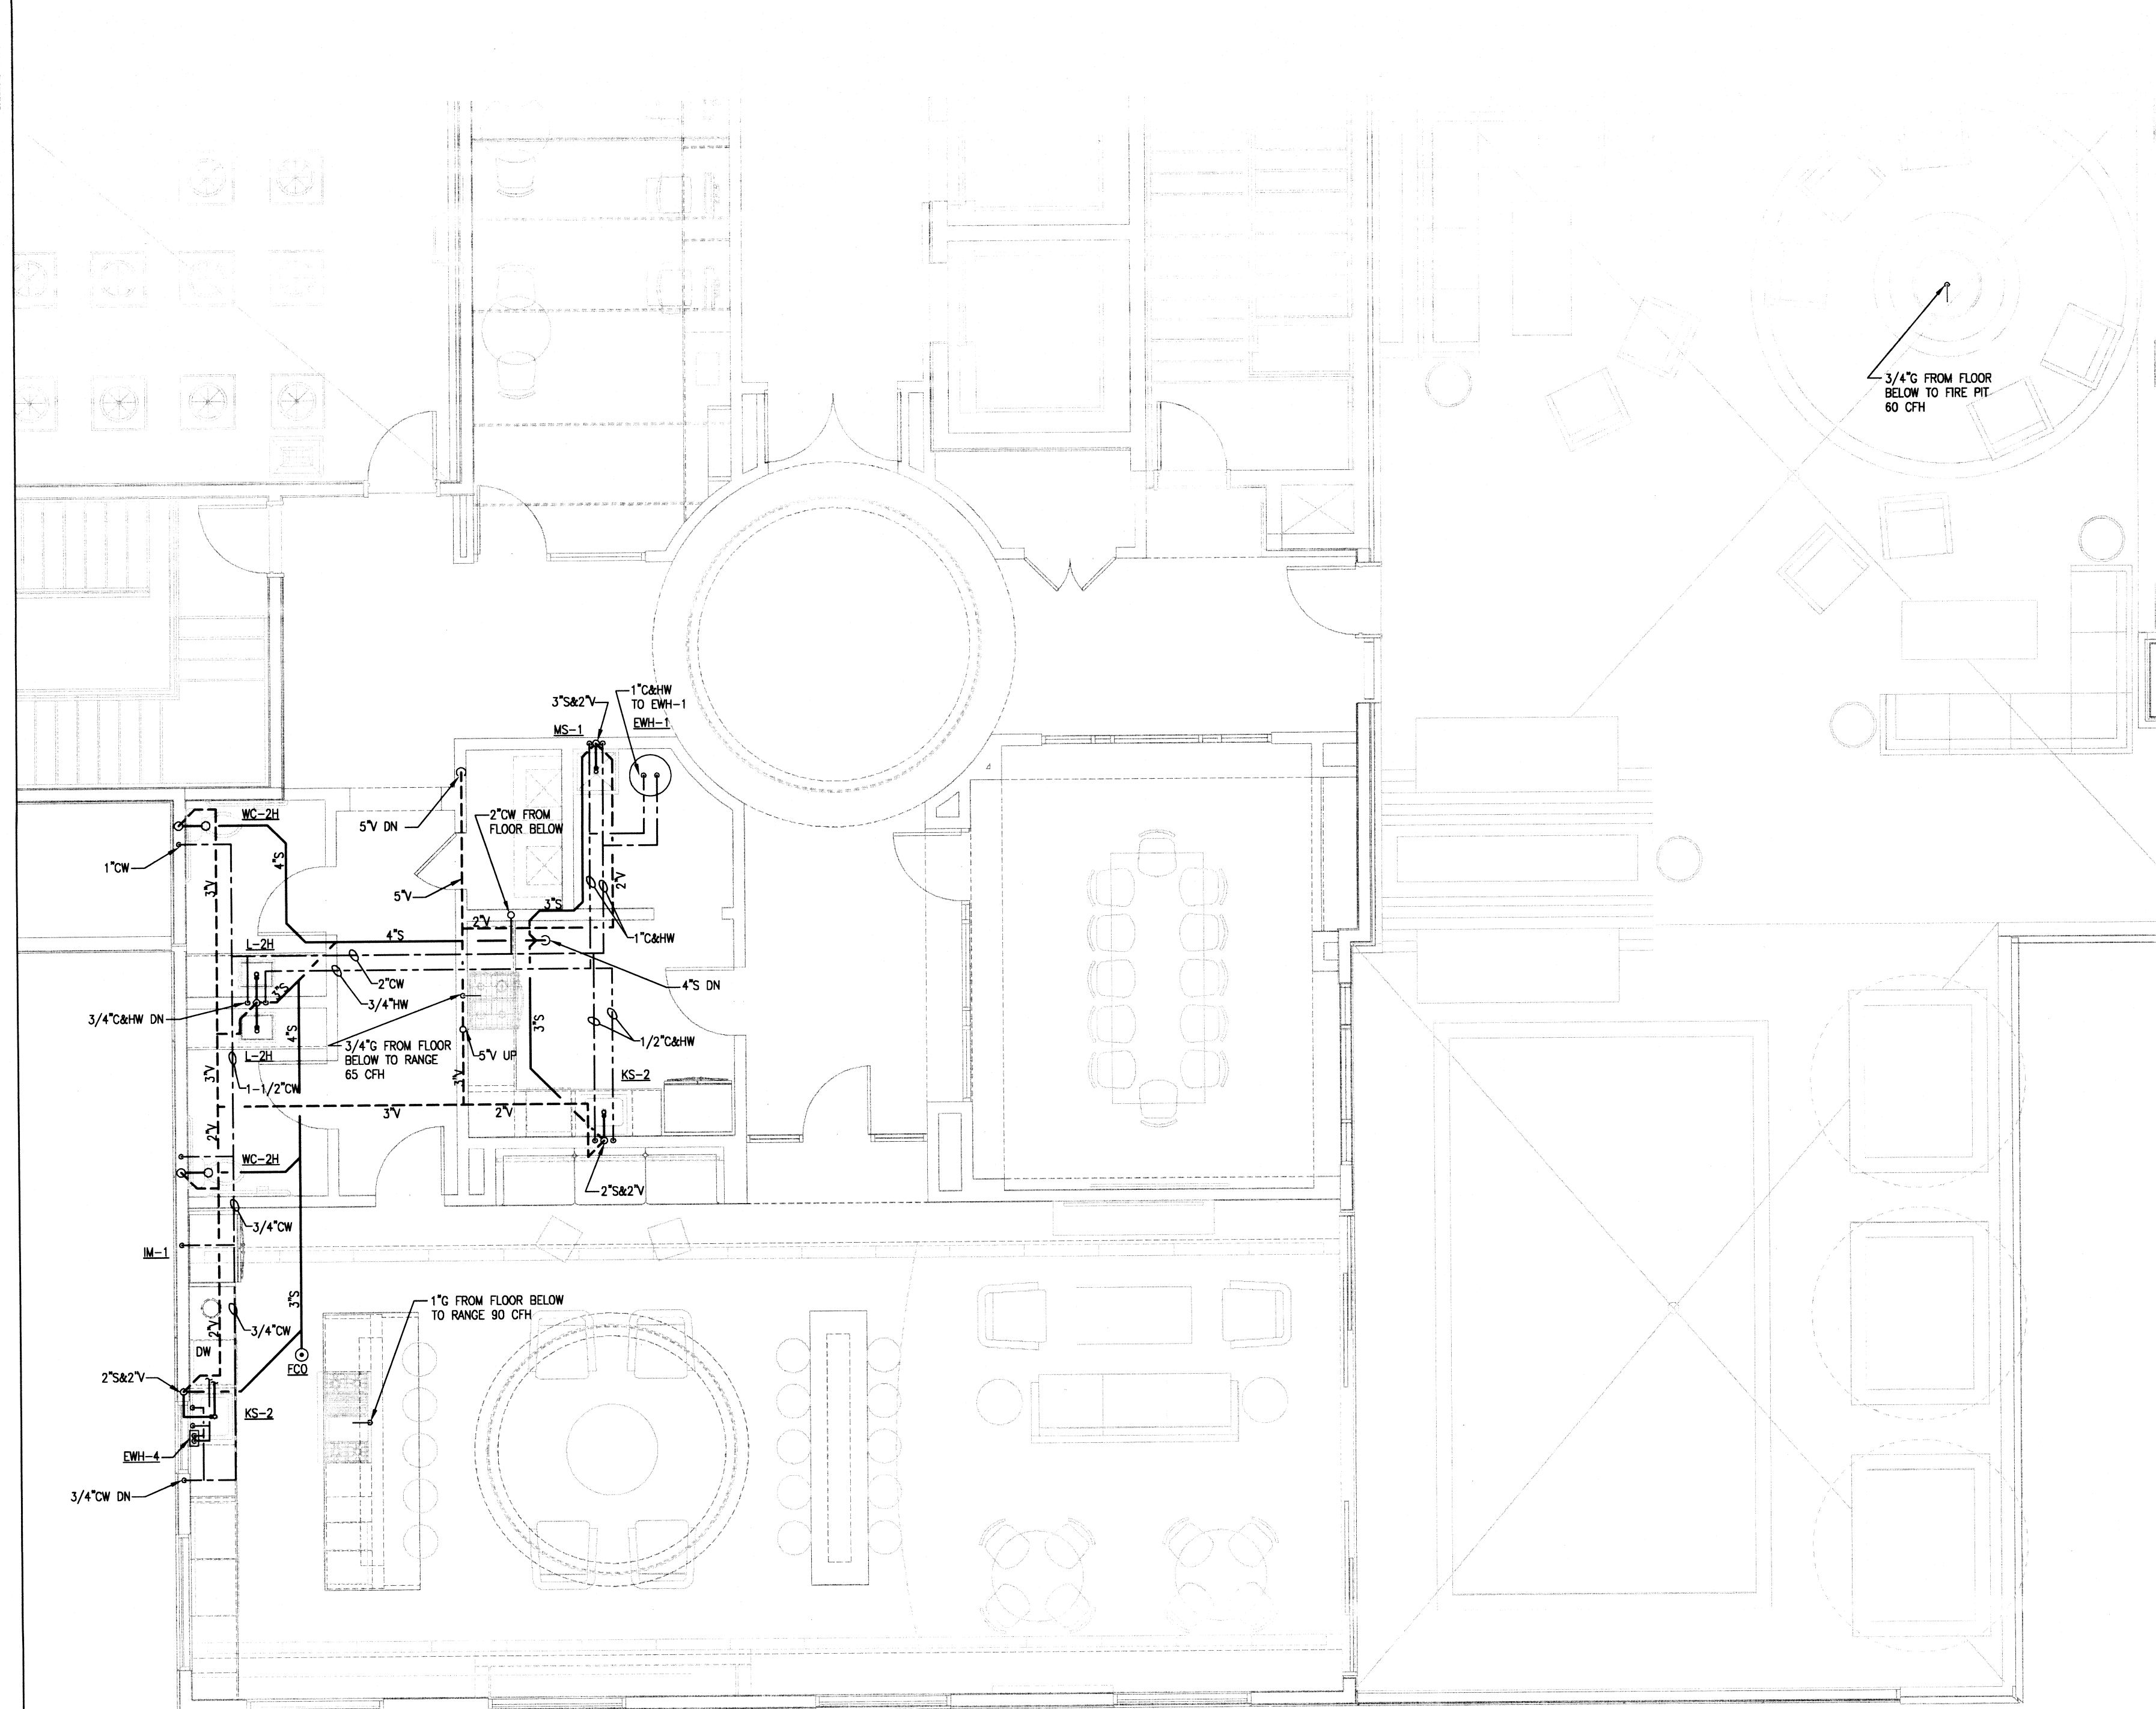 3/4"G FROM FLOOR
BELOW TO FIRE PIT
60 CFH
1"C&HW
TO EWH-1
EWH-1
3"S&2"V
MS-1
WC-2H
5"V DN
2"CW FROM
FLOOR BELOW
1"CW
4"S
3"V
5"V
2"V
3"S
2"V
1"C&HW
4"S
L-2H
2"CW
3/4"HW
4"S DN
3"S
3/4"C&HW DN
4"S
3"S
1/2"C&HW
3/4"G FROM FLOOR
BELOW TO RANGE
65 CFH
5"V UP
L-2H
3"V
3"V
1-1/2"CW
KS-2
3"V
2"V
2"V
WC-2H
2"S&2"V
3/4"CW
IM-1
3"S
1"G FROM FLOOR BELOW
TO RANGE 90 CFH
2"V
3/4"CW
DW
FCO
2"S&2"V
KS-2
EWH-4
3/4"CW DN